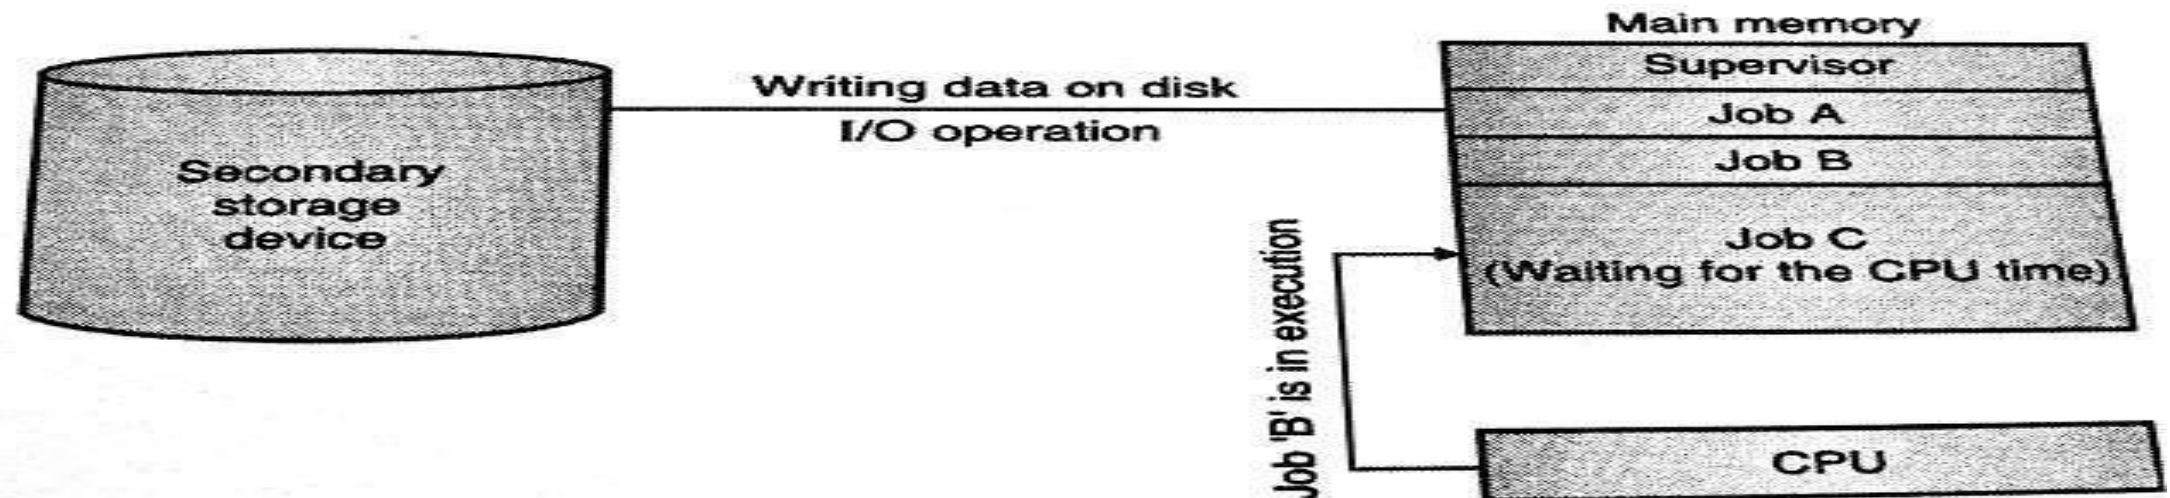 Main memory
Supervisor
Writing data on disk
I/O operation
Job A
Job B
Secondary
storage
device
Job C
(Waiting for the CPU time)
Job 'B' is in execution
CPU